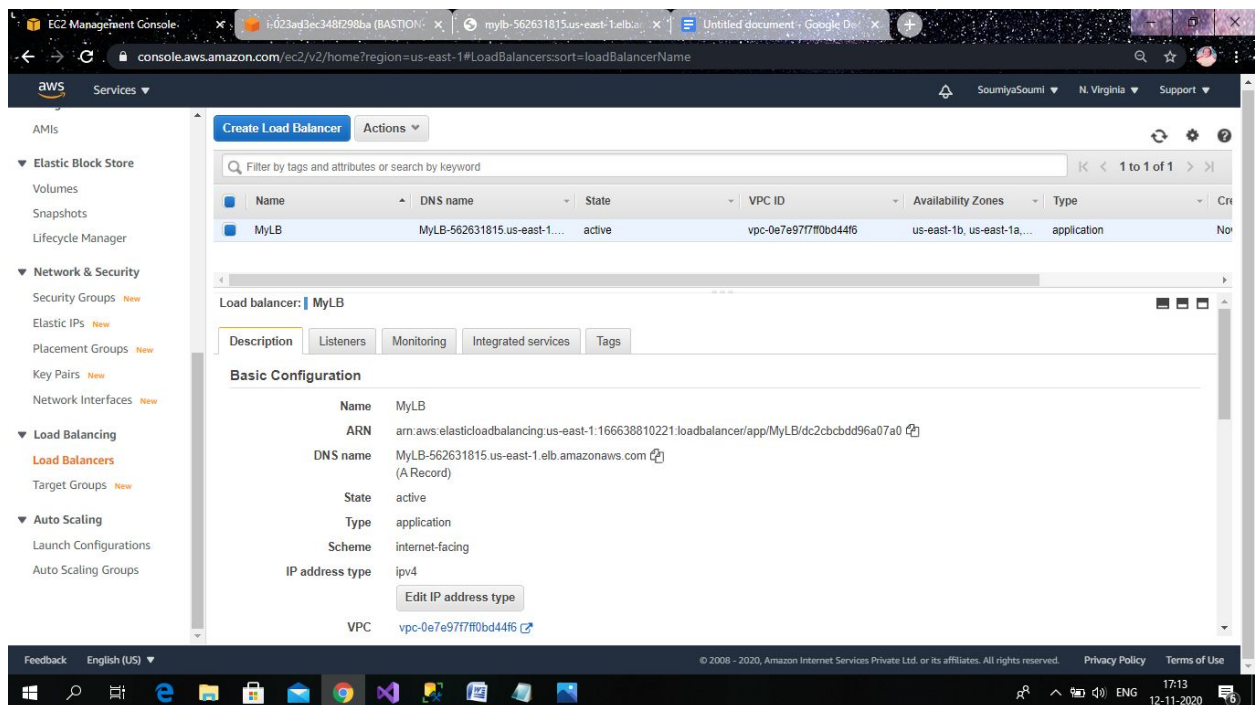 EC2 Management Console
i-023ad3ec348f298ba (BASTION-
mylb-562631815.us-east-1.elb.a
Untitled document - Google Do
console.aws.amazon.com/ec2/v2/home?region=us-east-1#LoadBalancers:sort=loadBalancerName
aws
Services
SoumiyaSoumi
N. Virginia
Support
AMIs
Elastic Block Store
Volumes
Snapshots
Lifecycle Manager
Network & Security
Security Groups New
Elastic IPs New
Placement Groups New
Key Pairs New
Network Interfaces New
Load Balancing
Load Balancers
Target Groups New
Auto Scaling
Launch Configurations
Auto Scaling Groups
Create Load Balancer Actions
Filter by tags and attributes or search by keyword
1 to 1 of 1
Name DNS name State VPC ID Availability Zones Type Cre
MyLB MyLB-562631815.us-east-1.... active vpc-0e7e97f7ff0bd44f6 us-east-1b, us-east-1a,... application Nov
Load balancer: MyLB
Description Listeners Monitoring Integrated services Tags
Basic Configuration
Name MyLB
ARN arn:aws:elasticloadbalancing:us-east-1:166638810221:loadbalancer/app/MyLB/dc2cbcbdd96a07a0
DNS name MyLB-562631815.us-east-1.elb.amazonaws.com
(A Record)
State active
Type application
Scheme internet-facing
IP address type ipv4
Edit IP address type
VPC vpc-0e7e97f7ff0bd44f6
Feedback English (US)
© 2008 - 2020, Amazon Internet Services Private Ltd. or its affiliates. All rights reserved. Privacy Policy Terms of Use
ENG
17:13
12-11-2020
6